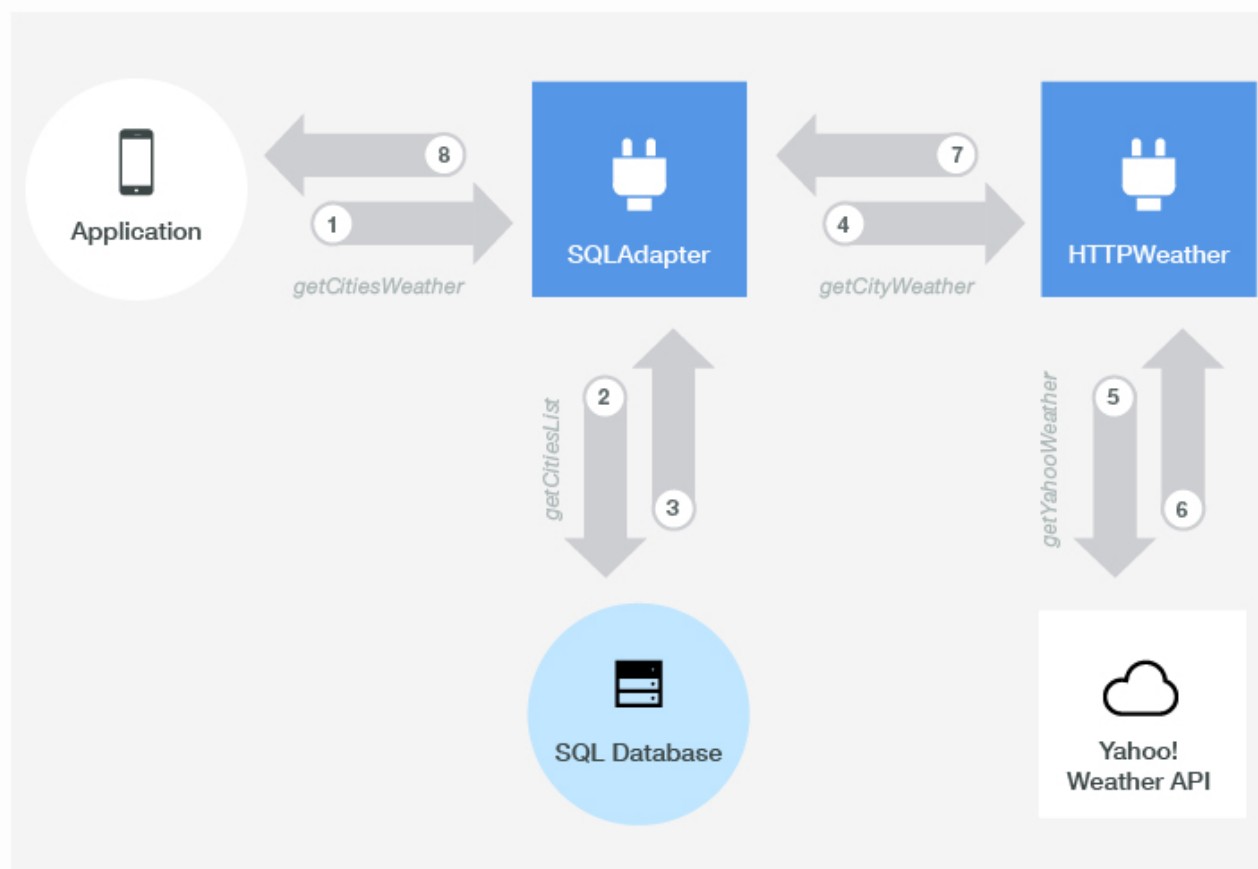 8
7
1
4
Application
SQLAdapter
HTTPWeather
getCitiesWeather
getCityWeather
getCitiesList
2
3
getYahooWeather
5
6
SQL Database
Yahoo!
Weather API